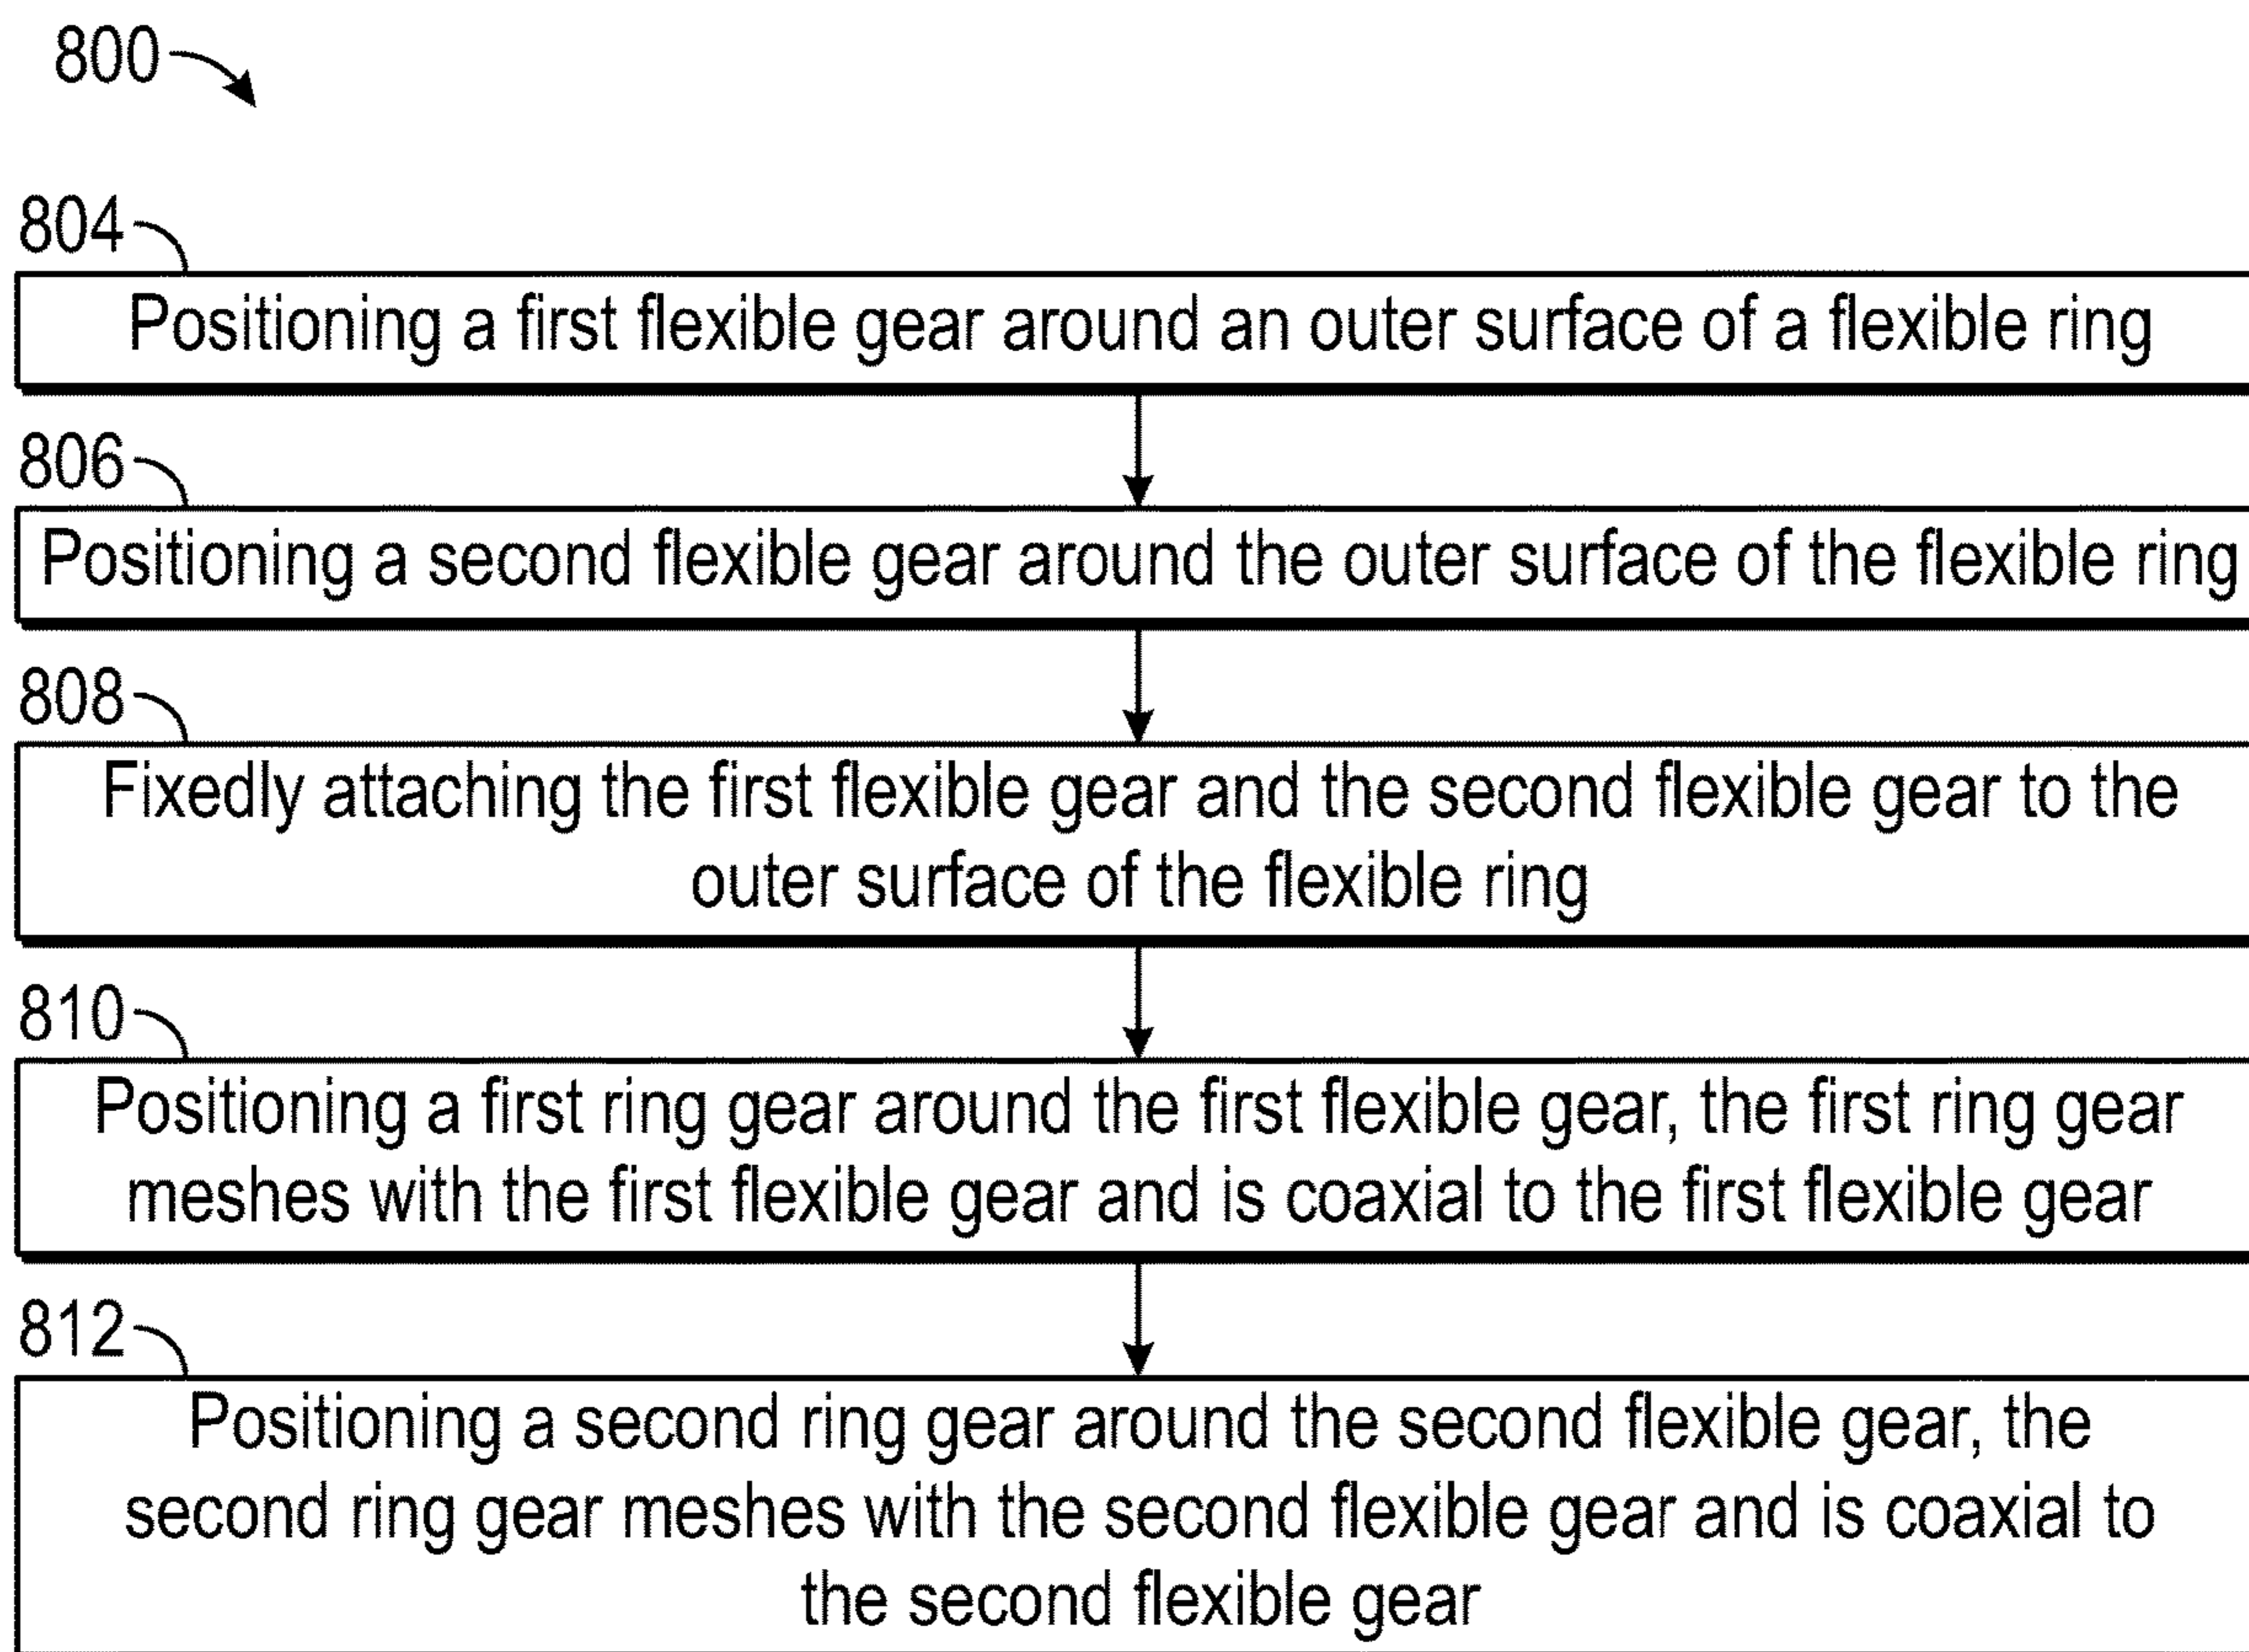 800
804
Positioning a first flexible gear around an outer surface of a flexible ring
806
Positioning a second flexible gear around the outer surface of the flexible ring
808
Fixedly attaching the first flexible gear and the second flexible gear to the
outer surface of the flexible ring
810
Positioning a first ring gear around the first flexible gear, the first ring gear
meshes with the first flexible gear and is coaxial to the first flexible gear
812
Positioning a second ring gear around the second flexible gear, the
second ring gear meshes with the second flexible gear and is coaxial to
the second flexible gear